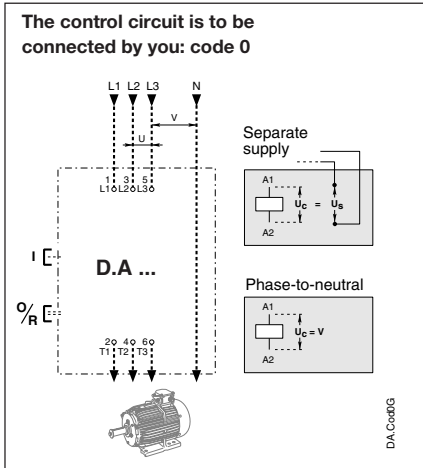 The control circuit is to be
connected by you: code 0
L1 L2 L3 N
V
U
1 3 5
L1 L2 L3
I
D.A ...
O/R
2 4 6
T1 T2 T3
Separate
supply
A1
Uc = Us
A2
Phase-to-neutral
A1
Uc = V
A2
DA.Cod0G